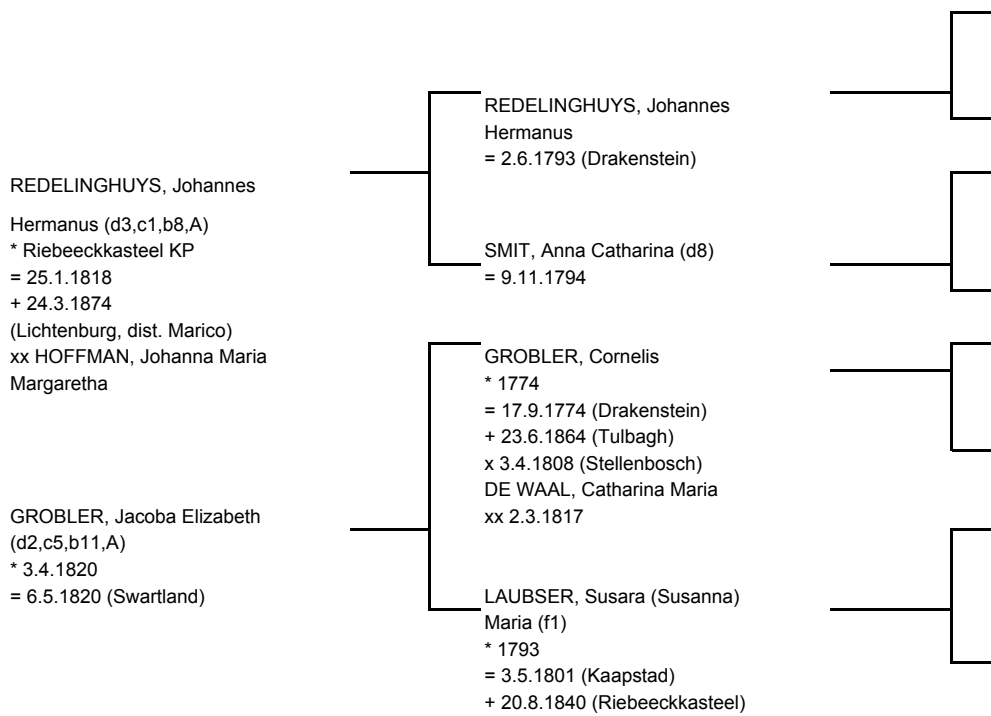 REDELINGHUYS, Johannes
Hermanus (d3,c1,b8,A)
* Riebeeckkasteel KP
= 25.1.1818
+ 24.3.1874
(Lichtenburg, dist. Marico)
xx HOFFMAN, Johanna Maria
Margaretha
GROBLER, Jacoba Elizabeth
(d2,c5,b11,A)
* 3.4.1820
= 6.5.1820 (Swartland)
REDELINGHUYS, Johannes
Hermanus
= 2.6.1793 (Drakenstein)
SMIT, Anna Catharina (d8)
= 9.11.1794
GROBLER, Cornelis
* 1774
= 17.9.1774 (Drakenstein)
+ 23.6.1864 (Tulbagh)
x 3.4.1808 (Stellenbosch)
DE WAAL, Catharina Maria
xx 2.3.1817
LAUBSER, Susara (Susanna)
Maria (f1)
* 1793
= 3.5.1801 (Kaapstad)
+ 20.8.1840 (Riebeeckkasteel)